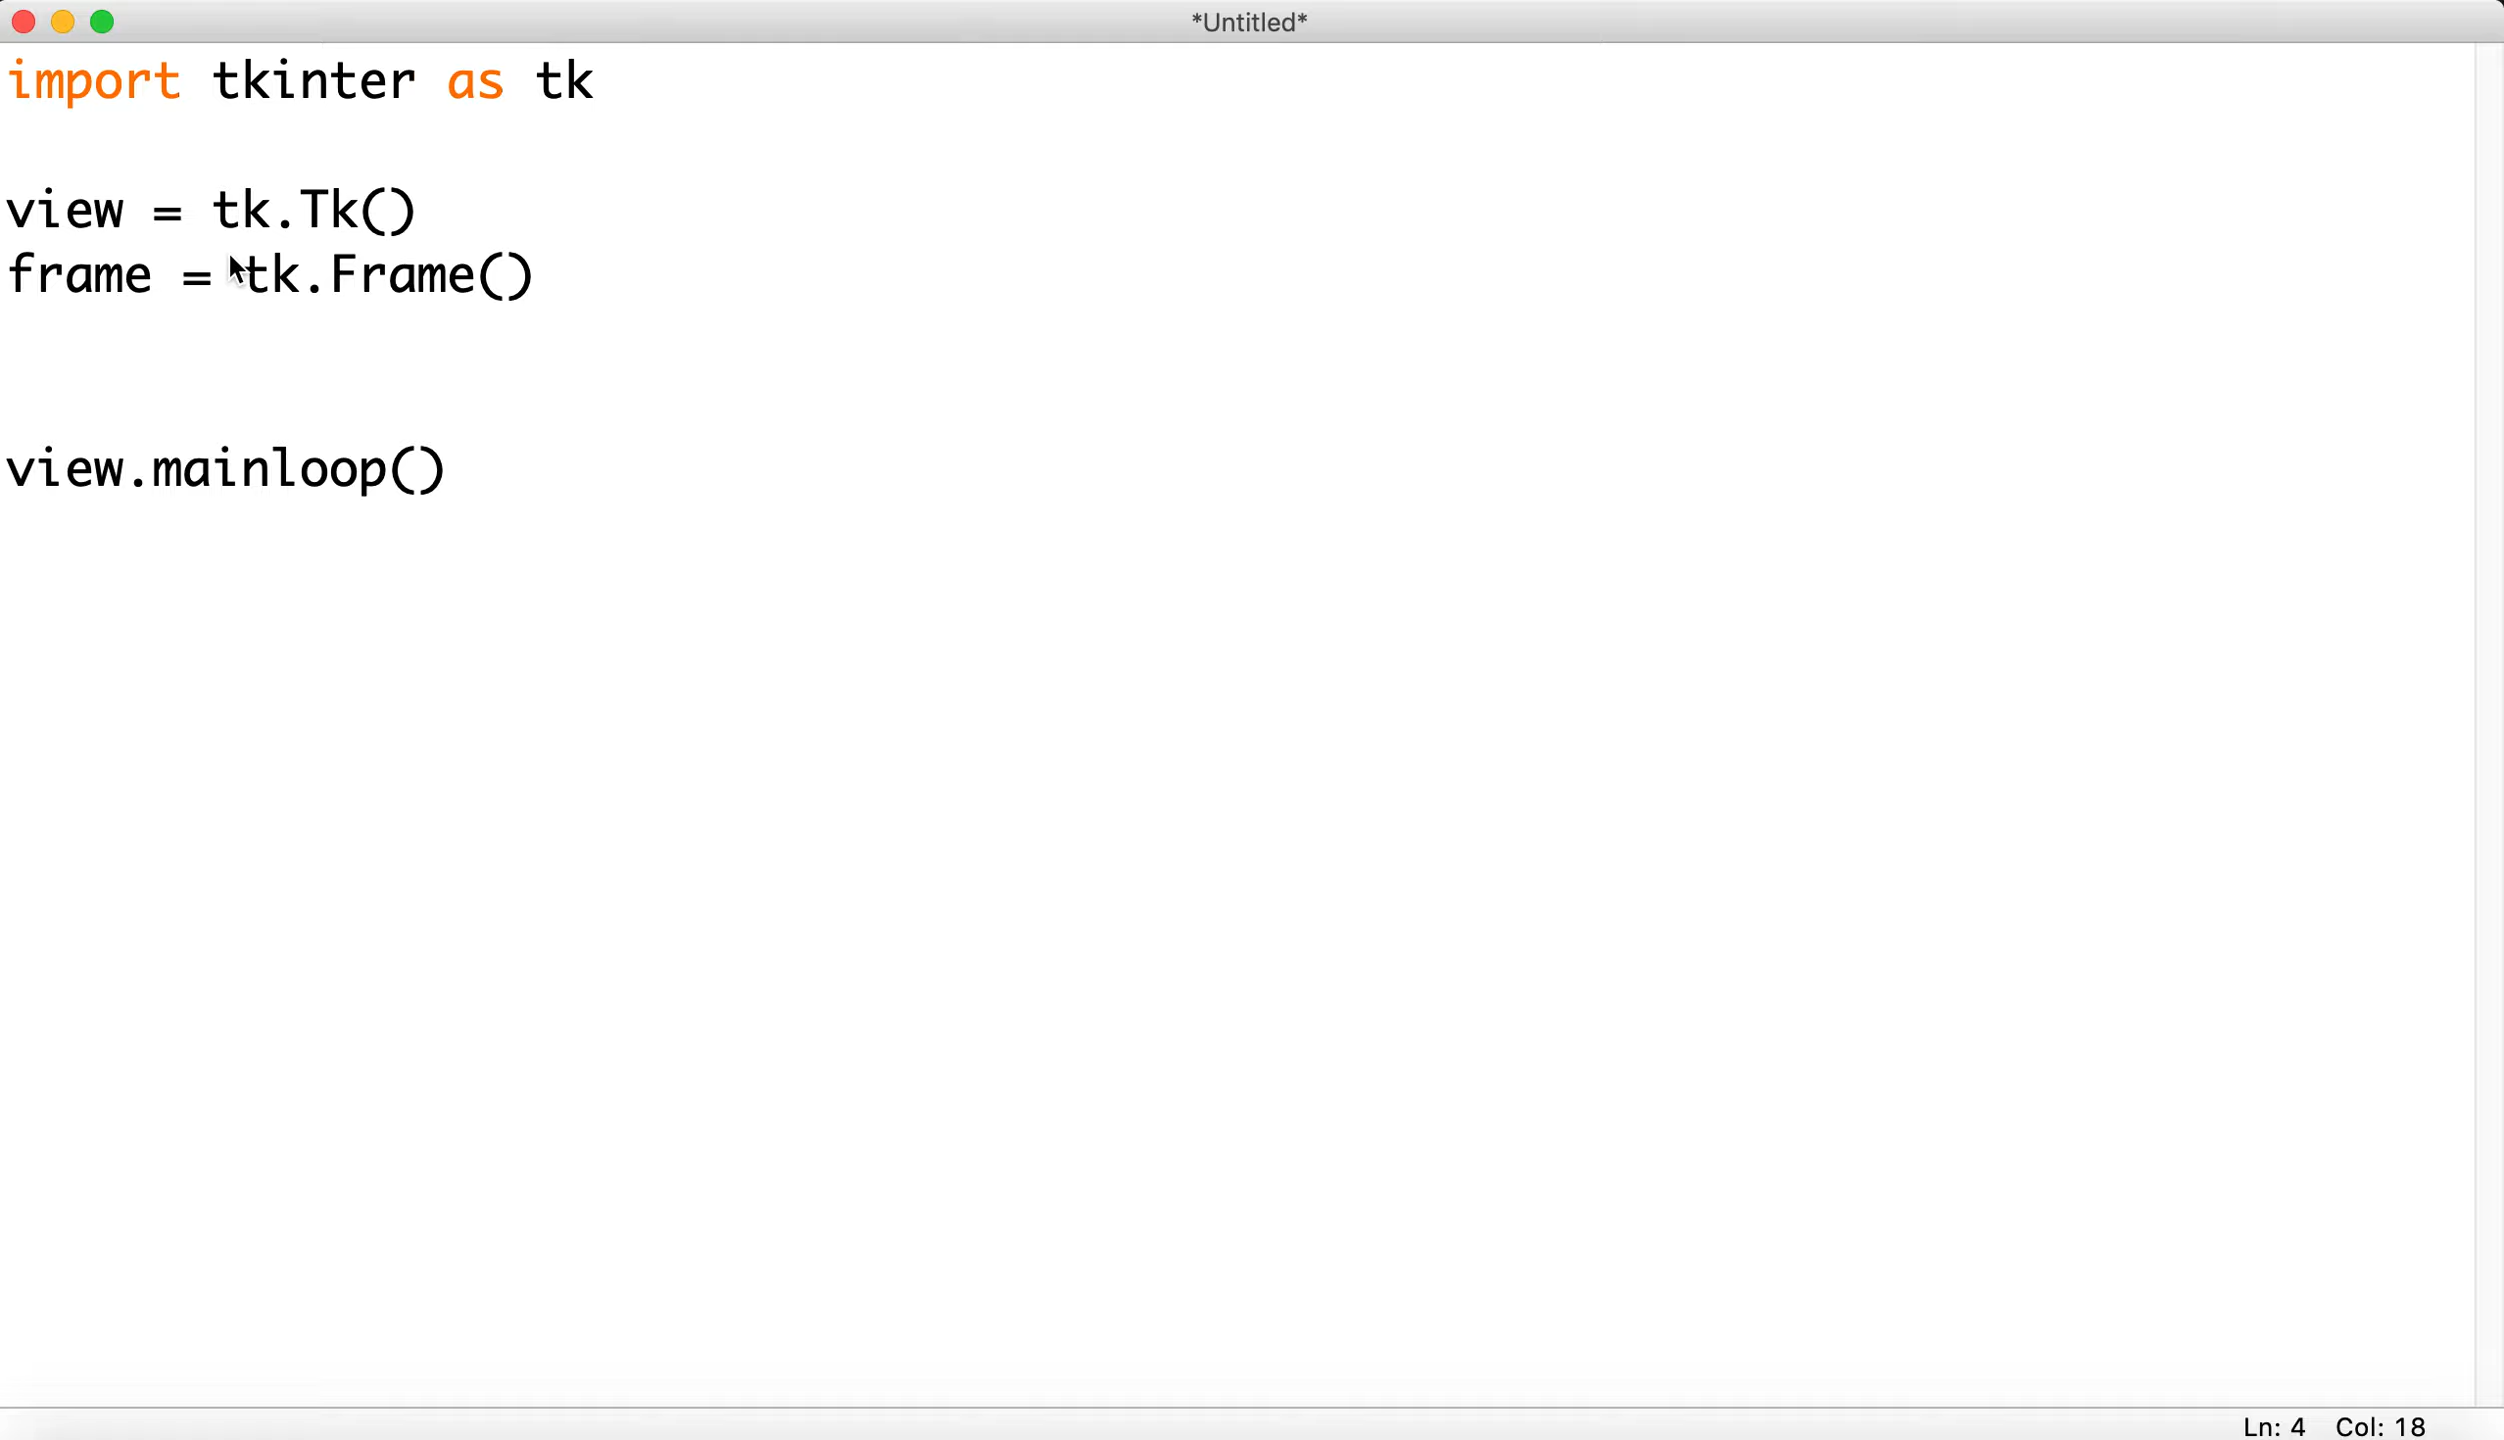 *Untitled*
import tkinter as tk
view = tk.Tk()
frame = tk.Frame()
view.mainloop()
Ln: 4 Col: 18